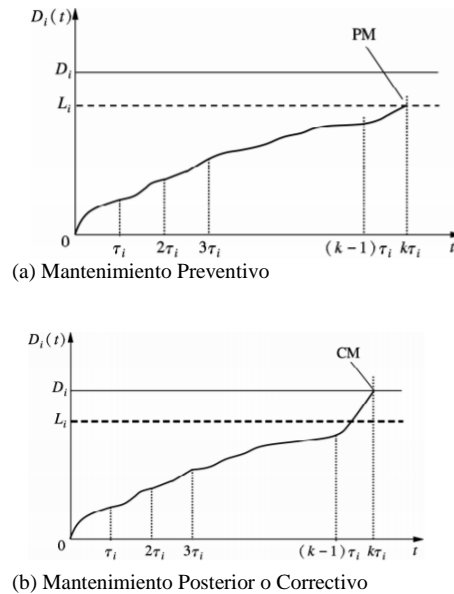 D_i(t)
PM
D_i
L_i
0
τ_i
2τ_i
3τ_i
(k−1)τ_i
kτ_i
t
(a) Mantenimiento Preventivo
D_i(t)
CM
D_i
L_i
0
τ_i
2τ_i
3τ_i
(k−1)τ_i
kτ_i
t
(b) Mantenimiento Posterior o Correctivo